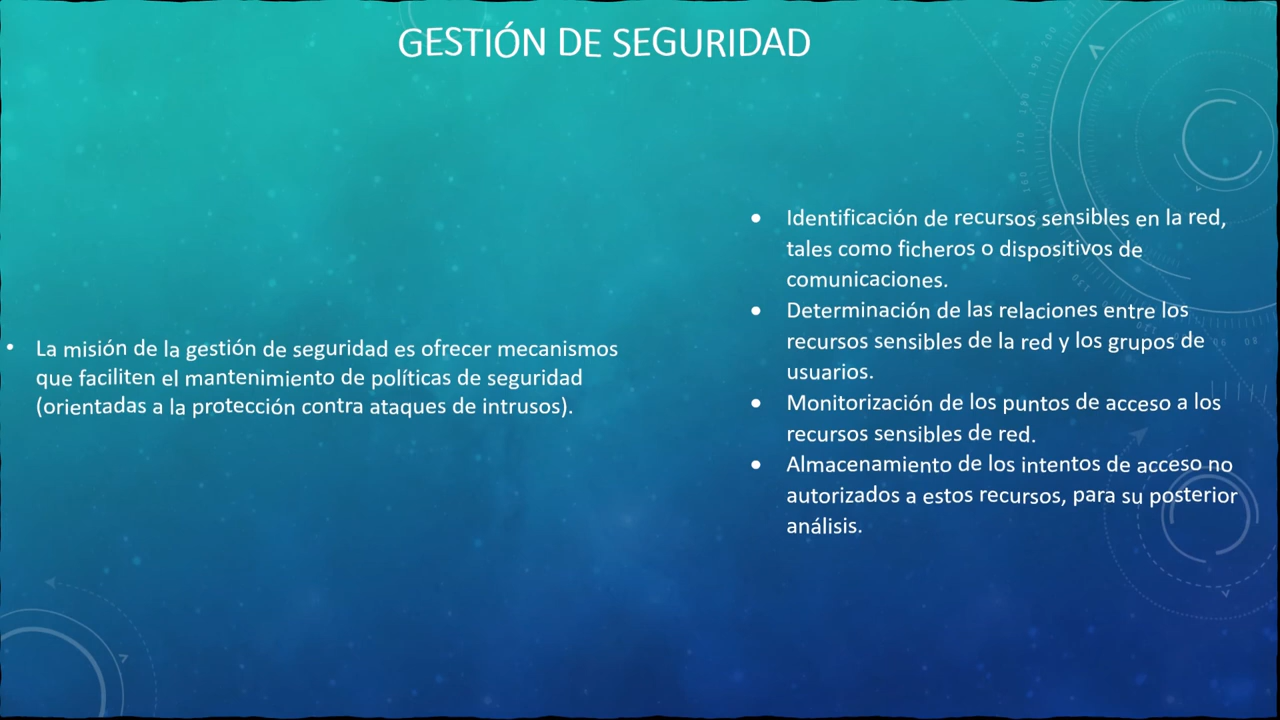 GESTIÓN DE SEGURIDAD
• La misión de la gestión de seguridad es ofrecer mecanismos
que faciliten el mantenimiento de políticas de seguridad
(orientadas a la protección contra ataques de intrusos).
• Identificación de recursos sensibles en la red,
tales como ficheros o dispositivos de
comunicaciones.
• Determinación de las relaciones entre los
recursos sensibles de la red y los grupos de
usuarios.
• Monitorización de los puntos de acceso a los
recursos sensibles de red.
• Almacenamiento de los intentos de acceso no
autorizados a estos recursos, para su posterior
análisis.